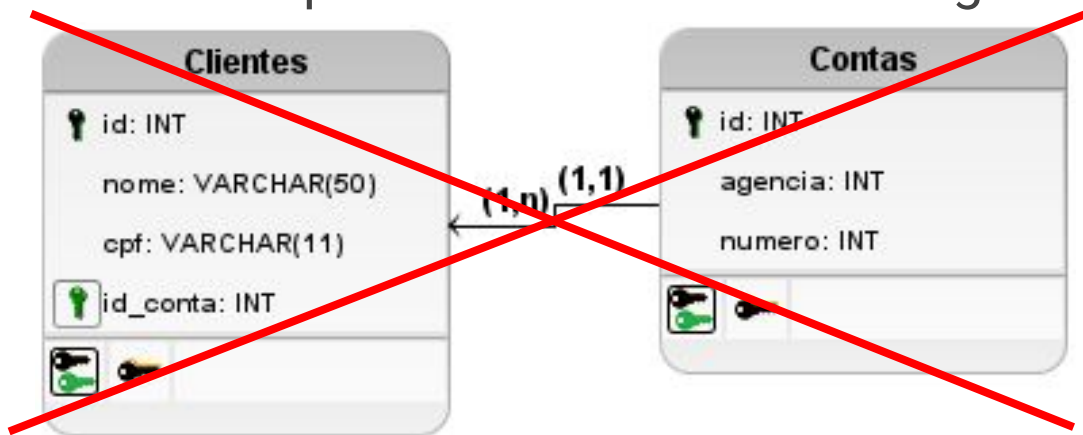 Clientes
id: INT
nome: VARCHAR(50)
cpf: VARCHAR(11)
id_conta: INT
(1,n)
(1,1)
Contas
id: INT
agencia: INT
numero: INT